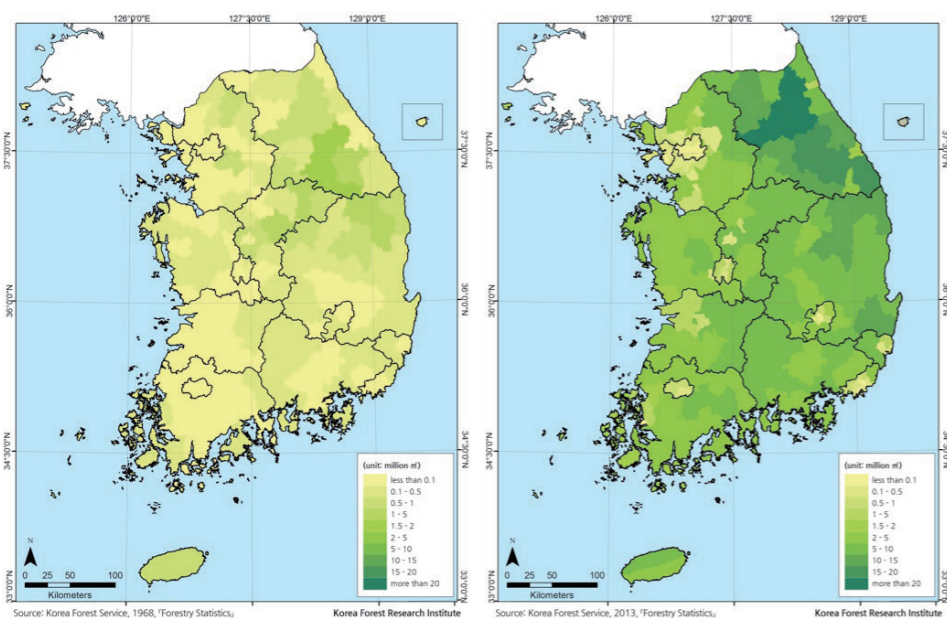 126°0'0"E 127°30'0"E 129°0'0"E
37°30'0"N
36°0'0"N
34°30'0"N
33°0'0"N
(unit: million ㎥)
less than 0.1
0.1 - 0.5
0.5 - 1
1 - 5
1.5 - 2
2 - 5
5 - 10
10 - 15
15 - 20
more than 20
N
0 25 50 100
Kilometers
Source: Korea Forest Service, 1968, 『Forestry Statistics』
Korea Forest Research Institute
126°0'0"E 127°30'0"E 129°0'0"E
37°30'0"N
36°0'0"N
34°30'0"N
33°0'0"N
(unit: million ㎥)
less than 0.1
0.1 - 0.5
0.5 - 1
1 - 5
1.5 - 2
2 - 5
5 - 10
10 - 15
15 - 20
more than 20
N
0 25 50 100
Kilometers
Source: Korea Forest Service, 2013, 『Forestry Statistics』
Korea Forest Research Institute